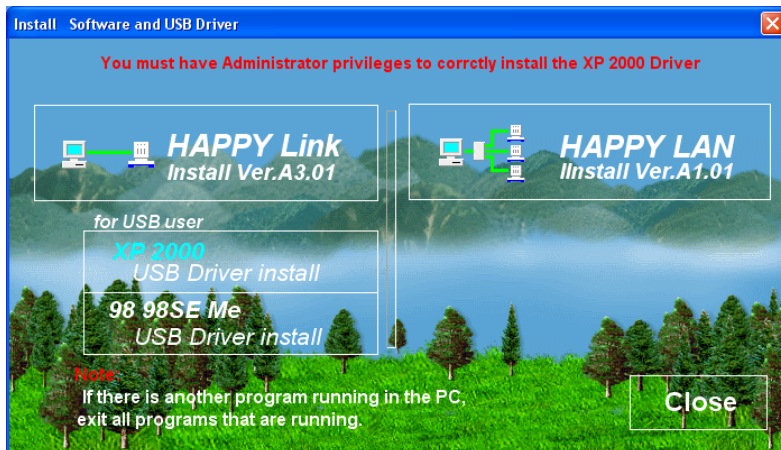 Install Software and USB Driver
You must have Administrator privileges to corrctly install the XP 2000 Driver
HAPPY Link
Install Ver.A3.01
HAPPY LAN
IInstall Ver.A1.01
for USB user
XP 2000
USB Driver install
98 98SE Me
USB Driver install
Note:
If there is another program running in the PC,
exit all programs that are running.
Close